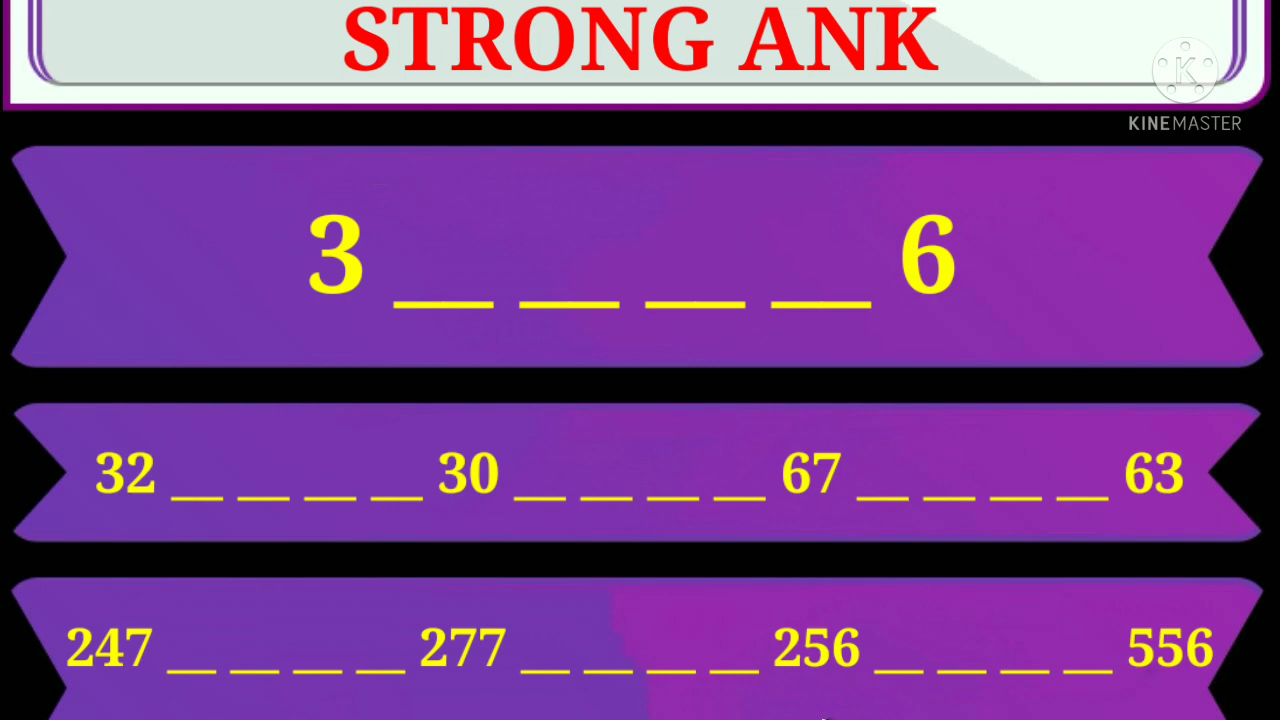 STRONG ANK
KINEMASTER
3 __ __ __ __ 6
32 __ __ __ __ 30 __ __ __ __ 67 __ __ __ __ 63
247 __ __ __ __ 277 __ __ __ __ 256 __ __ __ __ 556